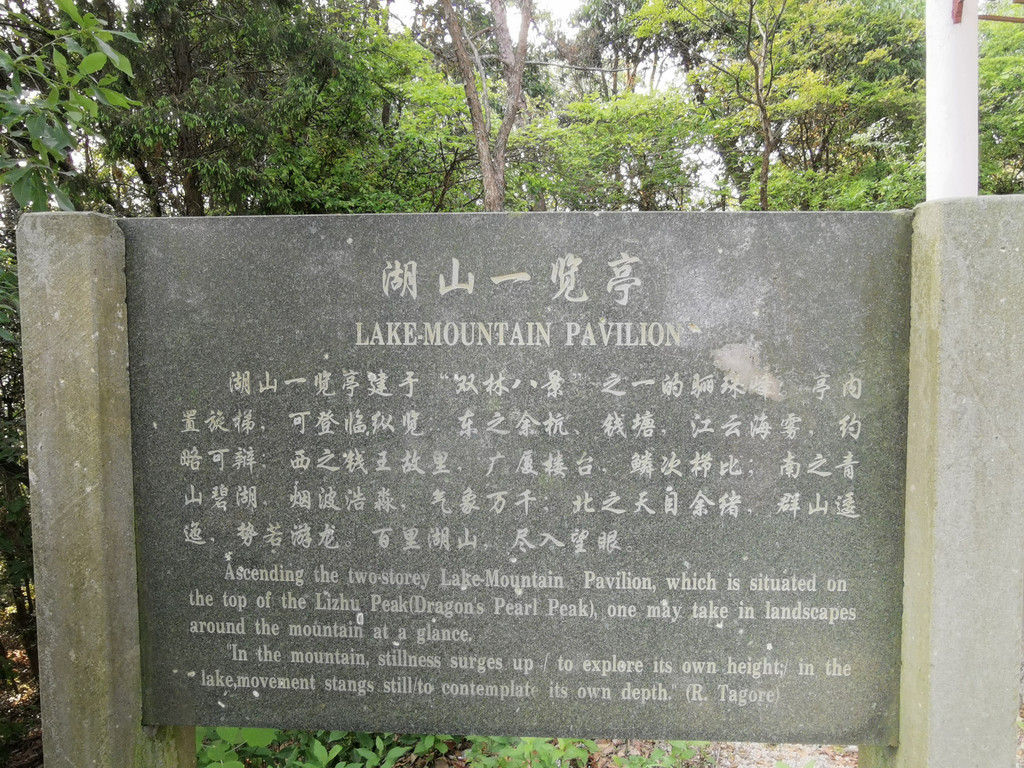 湖山一览亭
LAKE-MOUNTAIN PAVILION
湖山一览亭建于“双林八景”之一的骊珠峰，亭内
置旋梯，可登临纵览。东之余杭、钱塘，江云海雾，约
略可辩；西之钱王故里，广厦楼台，鳞次栉比；南之青
山碧湖，烟波浩淼，气象万千；北之天目余绪，群山逶
迤，势若游龙。百里湖山，尽入望眼。
Ascending the two-storey Lake-Mountain Pavilion, which is situated on
the top of the Lizhu Peak(Dragon's Pearl Peak), one may take in landscapes
around the mountain at a glance.
"In the mountain, stillness surges up / to explore its own height;/ in the
lake,movement stangs still/to contemplate its own depth." (R. Tagore)